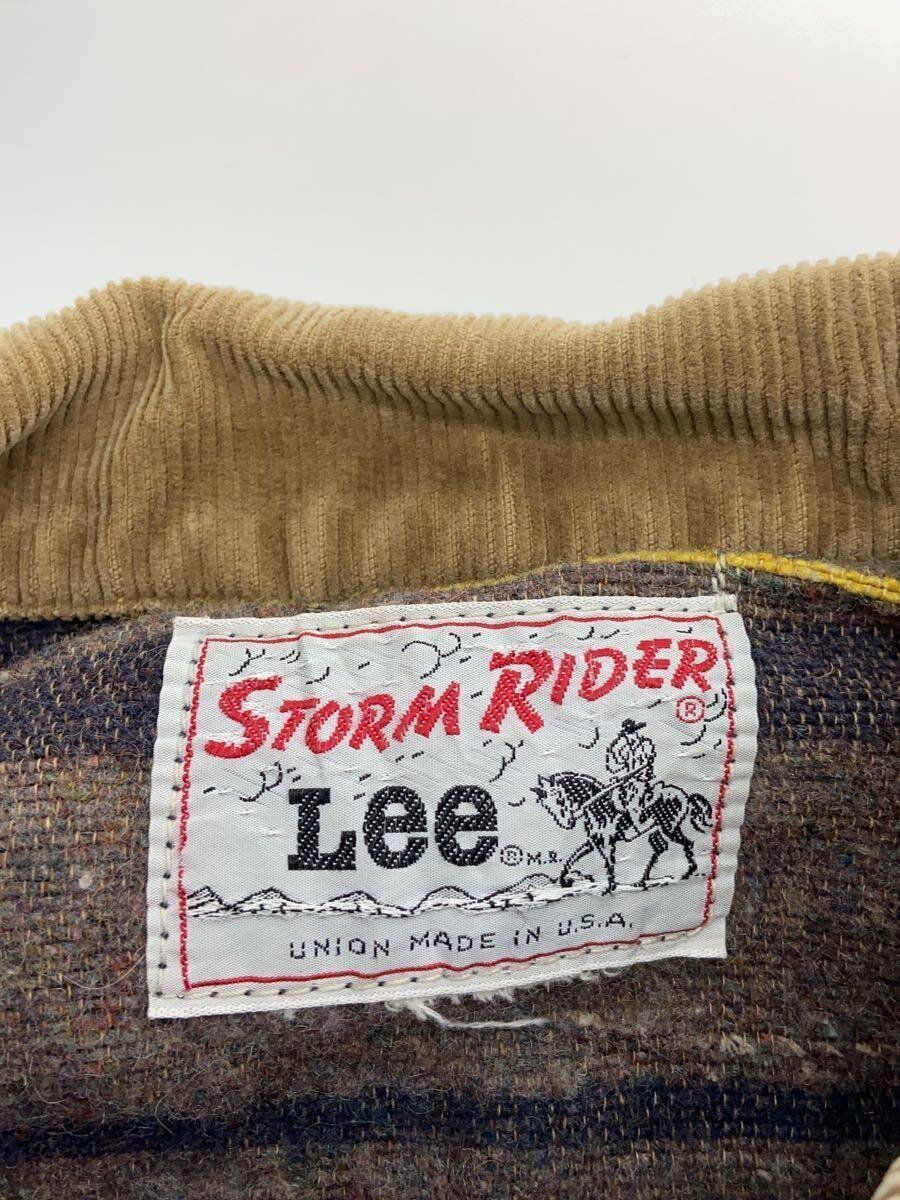 STORM RIDER ®
Lee ® M.R.
UNION MADE IN U.S.A.